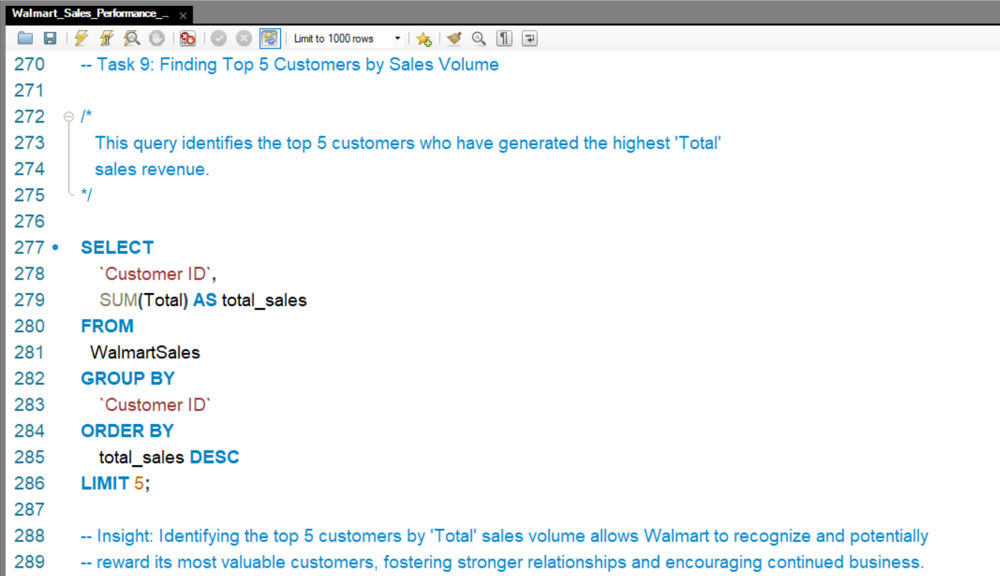 Walmart_Sales_Performance_... ×
Limit to 1000 rows
270 -- Task 9: Finding Top 5 Customers by Sales Volume
271
272 /*
273 This query identifies the top 5 customers who have generated the highest 'Total'
274 sales revenue.
275 */
276
277 SELECT
278 `Customer ID`,
279 SUM(Total) AS total_sales
280 FROM
281 WalmartSales
282 GROUP BY
283 `Customer ID`
284 ORDER BY
285 total_sales DESC
286 LIMIT 5;
287
288 -- Insight: Identifying the top 5 customers by 'Total' sales volume allows Walmart to recognize and potentially
289 -- reward its most valuable customers, fostering stronger relationships and encouraging continued business.